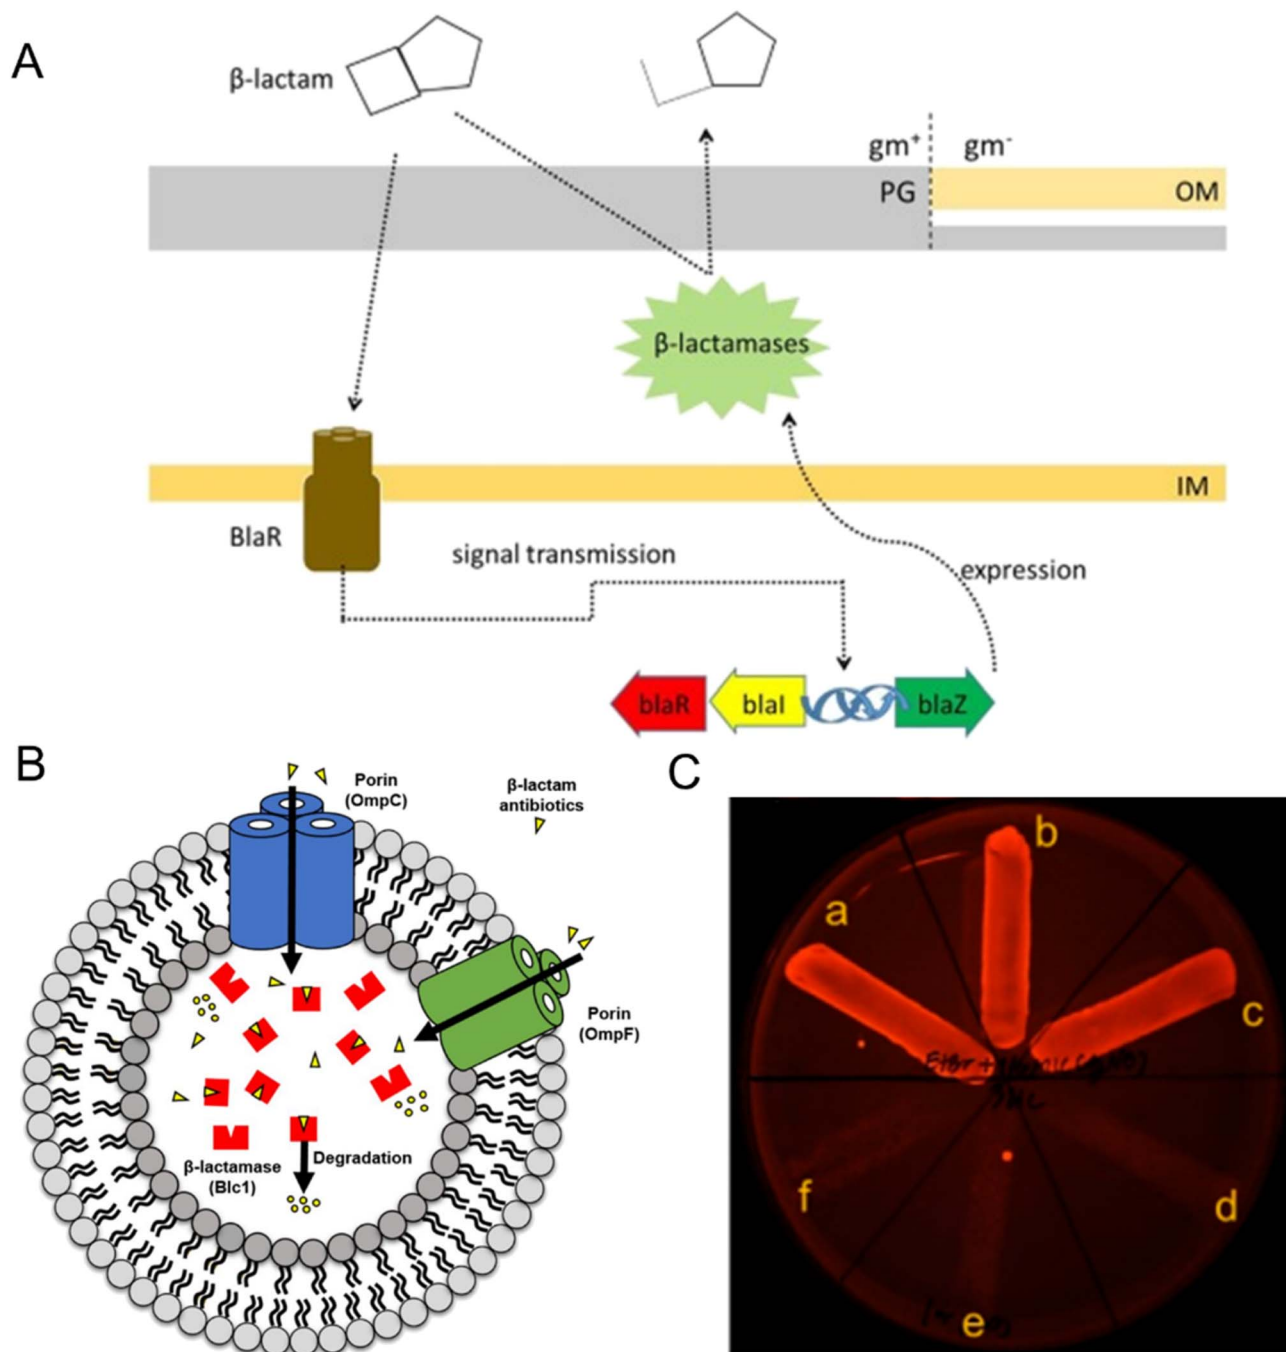 A
β-lactam
gm⁺
gm⁻
PG
OM
β-lactamases
IM
BlaR
signal transmission
expression
blaR
blaI
blaZ
B
Porin
(OmpC)
β-lactam
antibiotics
Porin
(OmpF)
β-lactamase
(Blc1)
Degradation
C
a
b
c
d
e
f
EtBr +